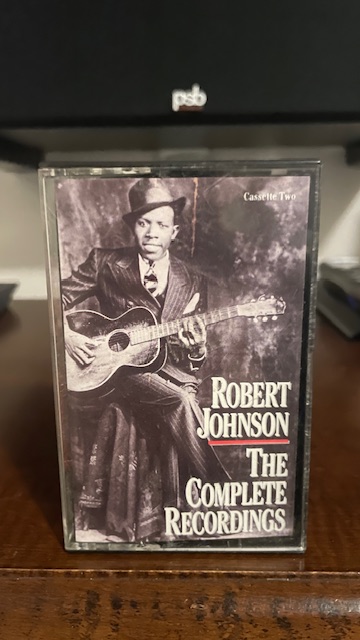 psb
Cassette Two
ROBERT
JOHNSON
THE
COMPLETE
RECORDINGS